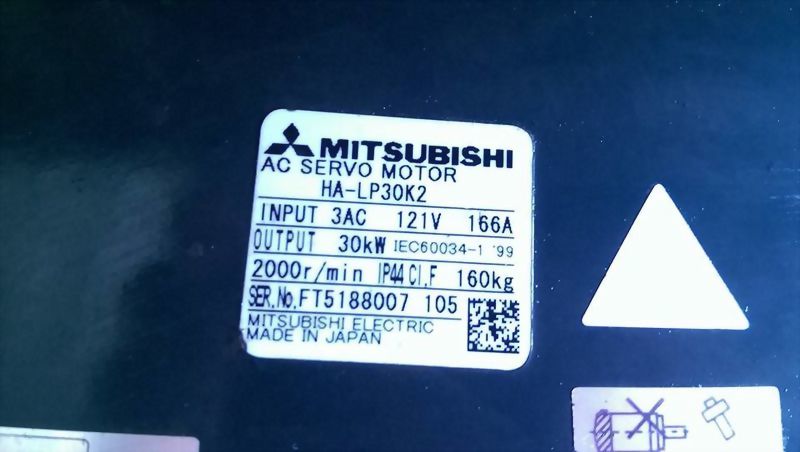 MITSUBISHI
AC SERVO MOTOR
HA-LP30K2
INPUT 3AC 121V 166A
OUTPUT 30kW IEC60034-1 '99
2000r/min IP44 Cl.F 160kg
SER.No.FT5188007 105
MITSUBISHI ELECTRIC
MADE IN JAPAN